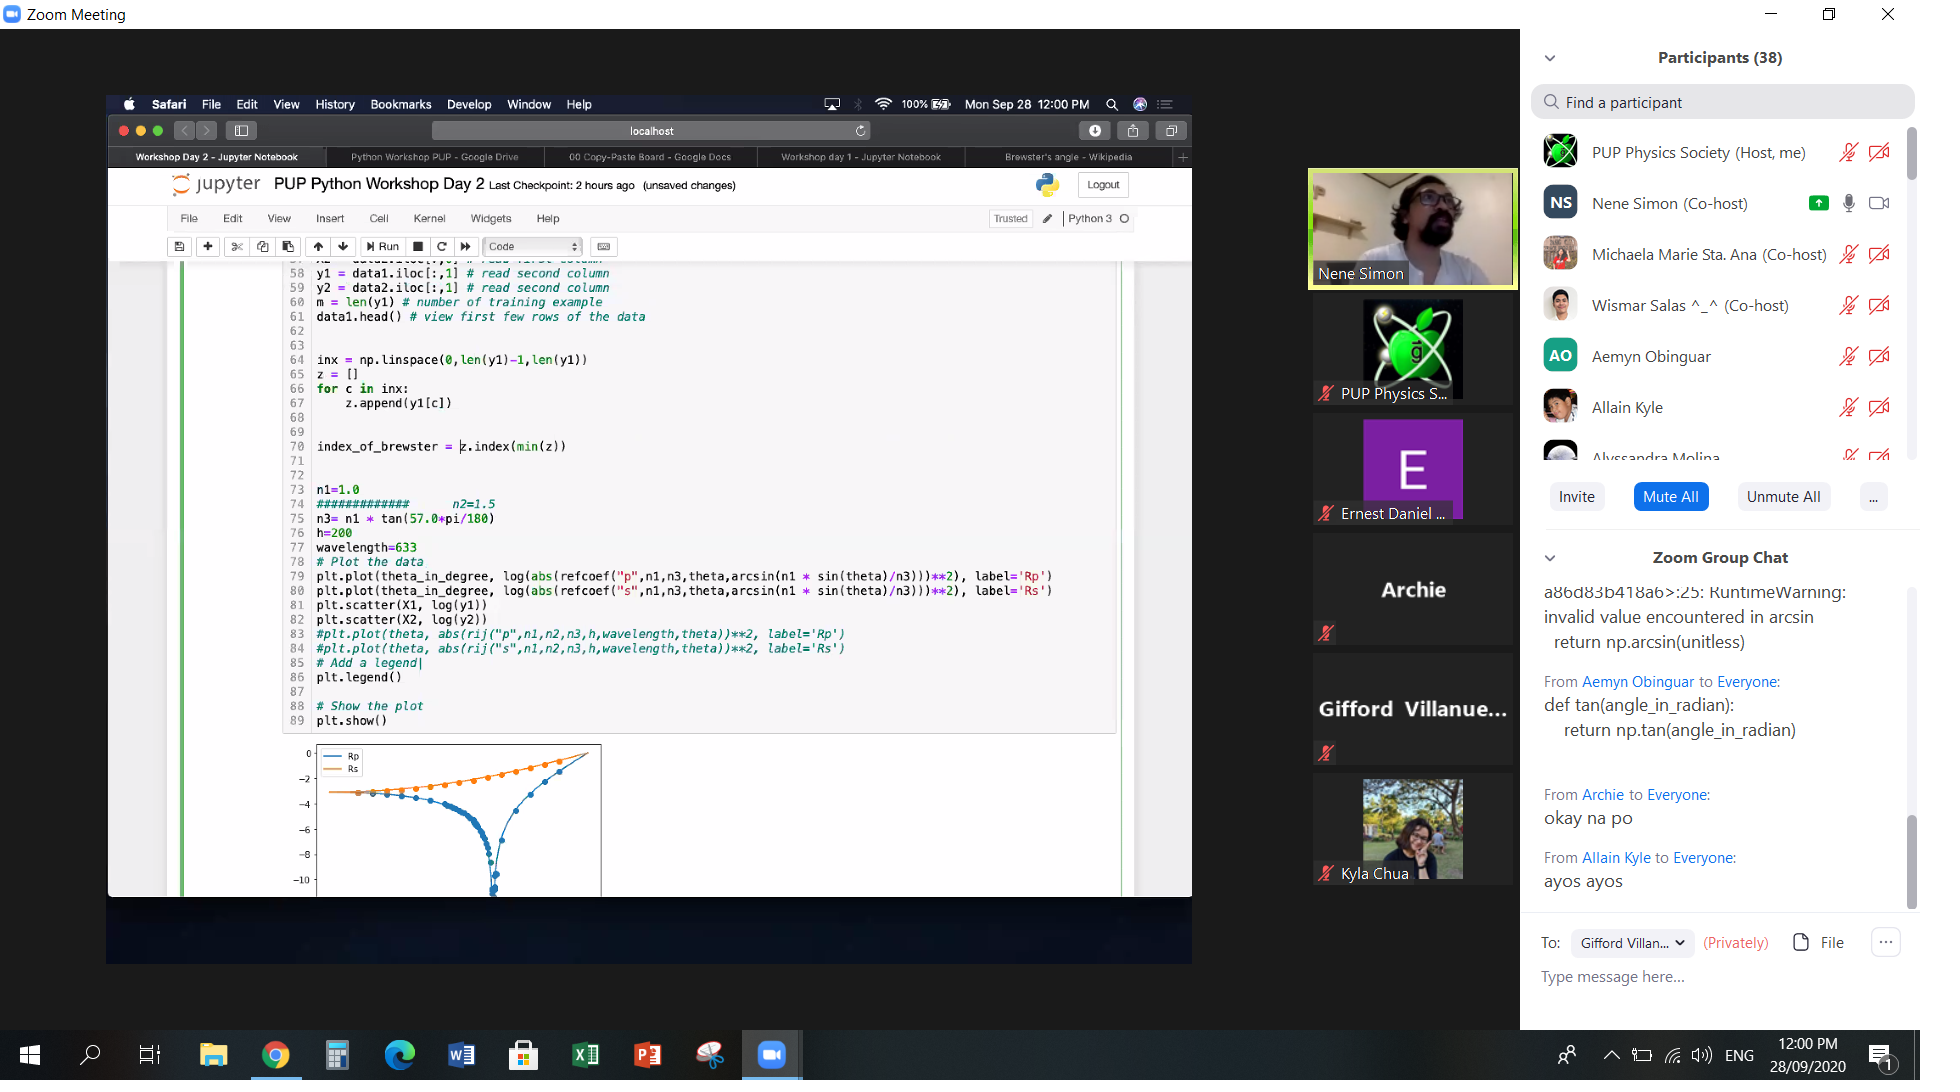 Zoom Meeting
Safari File Edit View History Bookmarks Develop Window Help
100% Mon Sep 28 12:00 PM
localhost
Workshop Day 2 - Jupyter Notebook
Python Workshop PUP - Google Drive
00 Copy-Paste Board - Google Docs
Workshop day 1 - Jupyter Notebook
Brewster's angle - Wikipedia
jupyter PUP Python Workshop Day 2 Last Checkpoint: 2 hours ago (unsaved changes)
Logout
File Edit View Insert Cell Kernel Widgets Help
Trusted Python 3
Run Code
58 y1 = data1.iloc[:,1] # read second column
59 y2 = data2.iloc[:,1] # read second column
60 m = len(y1) # number of training example
61 data1.head() # view first few rows of the data
62
63
64 inx = np.linspace(0,len(y1)-1,len(y1))
65 z = []
66 for c in inx:
67     z.append(y1[c])
68
69
70 index_of_brewster = z.index(min(z))
71
72
73 n1=1.0
74 ############# n2=1.5
75 n3= n1 * tan(57.0*pi/180)
76 h=200
77 wavelength=633
78 # Plot the data
79 plt.plot(theta_in_degree, log(abs(refcoef("p",n1,n3,theta,arcsin(n1 * sin(theta)/n3)))**2), label='Rp')
80 plt.plot(theta_in_degree, log(abs(refcoef("s",n1,n3,theta,arcsin(n1 * sin(theta)/n3)))**2), label='Rs')
81 plt.scatter(X1, log(y1))
82 plt.scatter(X2, log(y2))
83 #plt.plot(theta, abs(rij("p",n1,n2,n3,h,wavelength,theta))**2, label='Rp')
84 #plt.plot(theta, abs(rij("s",n1,n2,n3,h,wavelength,theta))**2, label='Rs')
85 # Add a legend
86 plt.legend()
87
88 # Show the plot
89 plt.show()
Rp
Rs
0
−2
−4
−6
−8
−10
Nene Simon
PUP Physics S...
E
Ernest Daniel ...
Archie
Gifford Villanue...
Kyla Chua
Participants (38)
Find a participant
PUP Physics Society (Host, me)
NS Nene Simon (Co-host)
Michaela Marie Sta. Ana (Co-host)
Wismar Salas ^_^ (Co-host)
AO Aemyn Obinguar
Allain Kyle
Alyssandra Molina
Invite Mute All Unmute All ...
Zoom Group Chat
a86d83b418a6>:25: RuntimeWarning:
invalid value encountered in arcsin
return np.arcsin(unitless)
From Aemyn Obinguar to Everyone:
def tan(angle_in_radian):
return np.tan(angle_in_radian)
From Archie to Everyone:
okay na po
From Allain Kyle to Everyone:
ayos ayos
To: Gifford Villan... (Privately) File ...
Type message here...
ENG
12:00 PM
28/09/2020
1